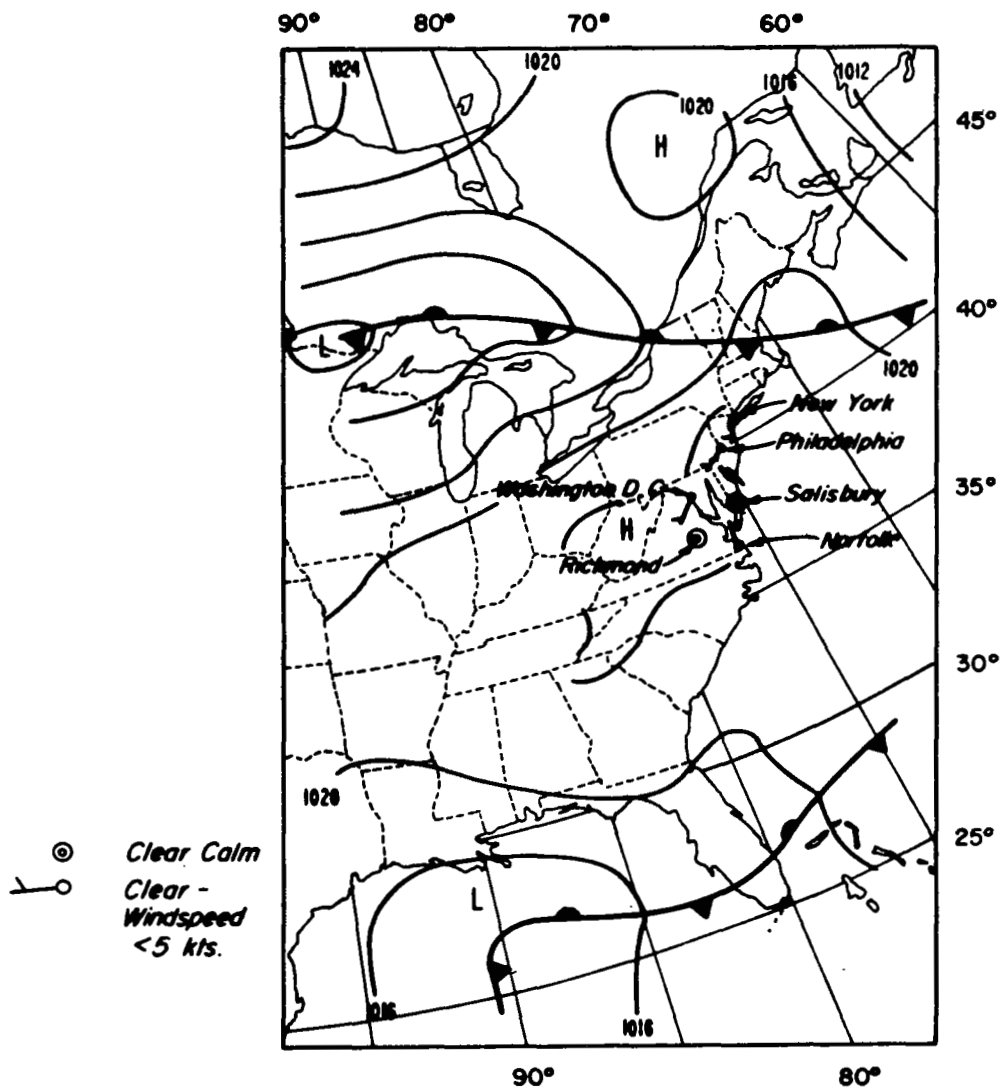 90° 80° 70° 60°
1024
1020
1020
1016
1012
45°
H
40°
L
1020
New York
Philadelphia
35°
Washington D.C.
Salisbury
H
Norfolk
Richmond
30°
1020
25°
Clear Calm
Clear -
Windspeed
<5 kts.
L
1016
1016
90° 80°